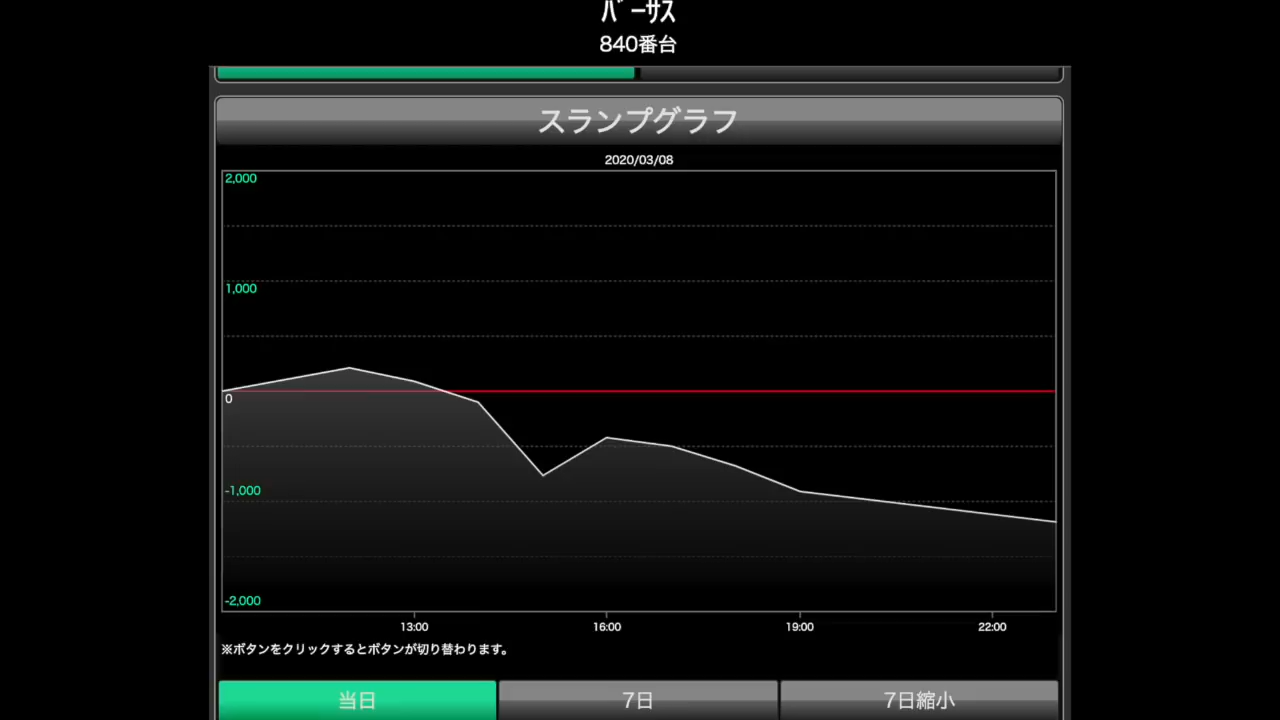 バーサス
840番台
スランプグラフ
2020/03/08
2,000
1,000
0
-1,000
-2,000
13:00 16:00 19:00 22:00
※ボタンをクリックするとボタンが切り替わります。
当日 7日 7日縮小